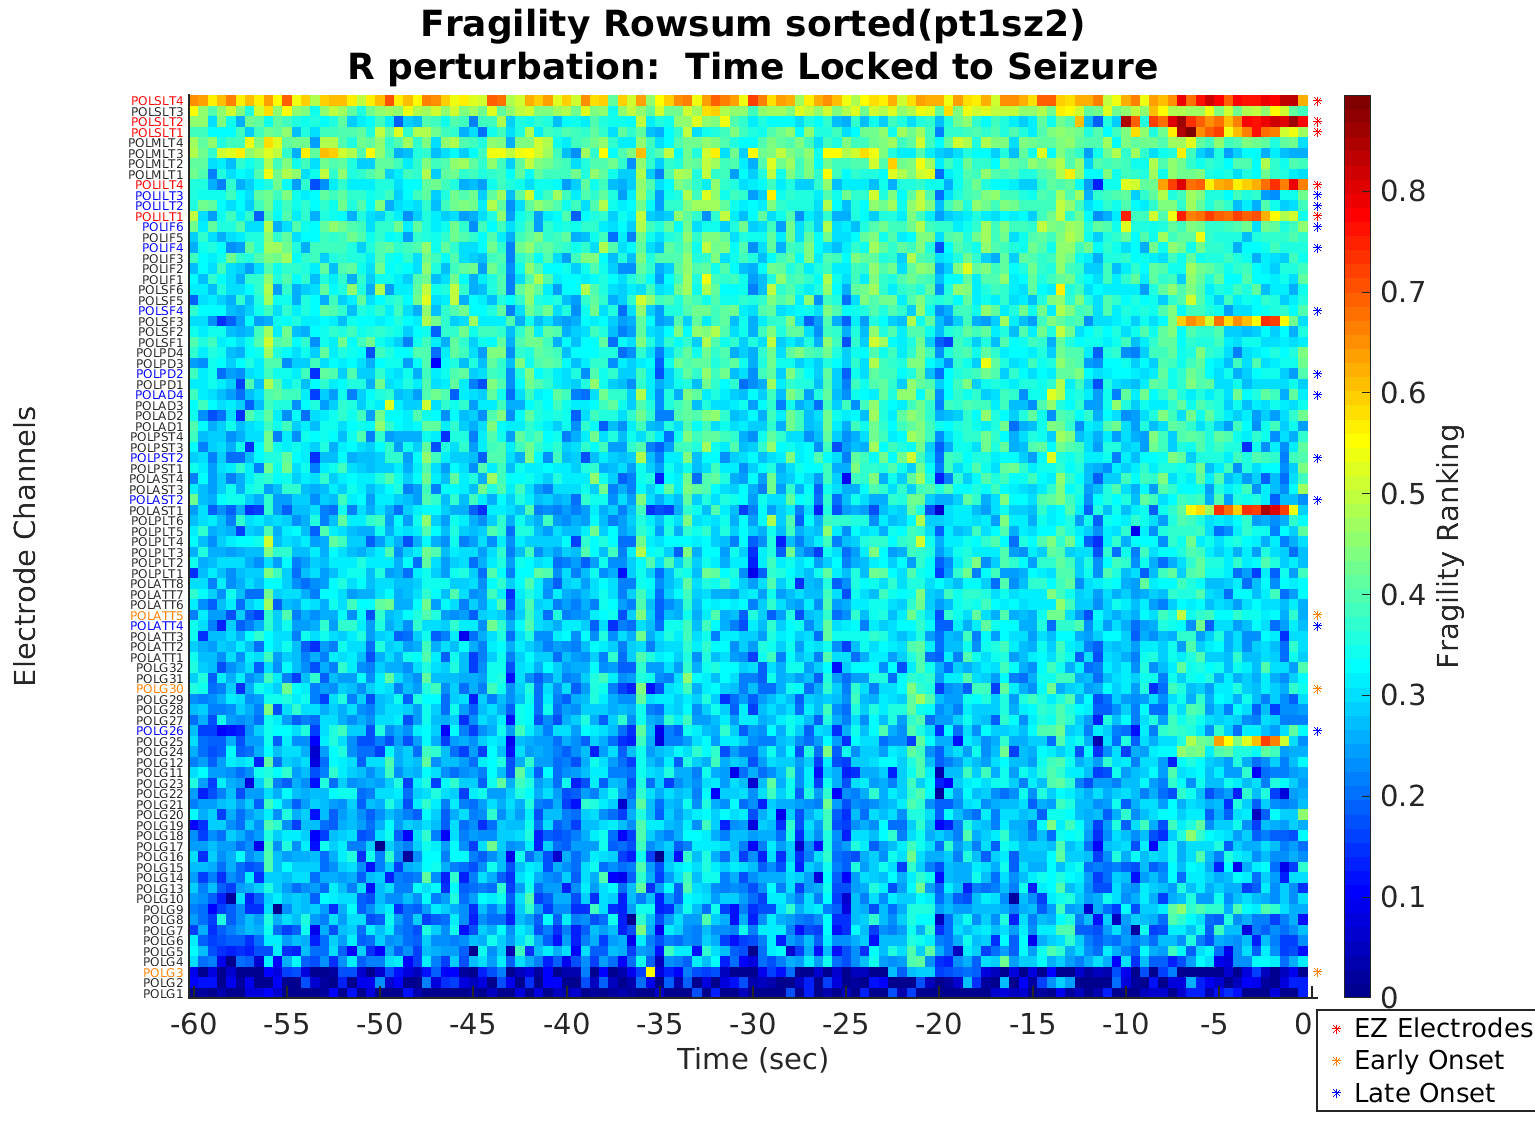 Fragility Rowsum sorted(pt1sz2)
R perturbation:  Time Locked to Seizure
Electrode Channels
POLSLT4
POLSLT3
POLSLT2
POLSLT1
POLMLT4
POLMLT3
POLMLT2
POLMLT1
POLILT4
POLILT3
POLILT2
POLILT1
POLIF6
POLIF5
POLIF4
POLIF3
POLIF2
POLIF1
POLSF6
POLSF5
POLSF4
POLSF3
POLSF2
POLSF1
POLPD4
POLPD3
POLPD2
POLPD1
POLAD4
POLAD3
POLAD2
POLAD1
POLPST4
POLPST3
POLPST2
POLPST1
POLAST4
POLAST3
POLAST2
POLAST1
POLPLT6
POLPLT5
POLPLT4
POLPLT3
POLPLT2
POLPLT1
POLATT8
POLATT7
POLATT6
POLATT5
POLATT4
POLATT3
POLATT2
POLATT1
POLG32
POLG31
POLG30
POLG29
POLG28
POLG27
POLG26
POLG25
POLG24
POLG12
POLG11
POLG23
POLG22
POLG21
POLG20
POLG19
POLG18
POLG17
POLG16
POLG15
POLG14
POLG13
POLG10
POLG9
POLG8
POLG7
POLG6
POLG5
POLG4
POLG3
POLG2
POLG1
-60 -55 -50 -45 -40 -35 -30 -25 -20 -15 -10 -5 0
Time (sec)
0.8
0.7
0.6
0.5
0.4
0.3
0.2
0.1
0
Fragility Ranking
EZ Electrodes
Early Onset
Late Onset